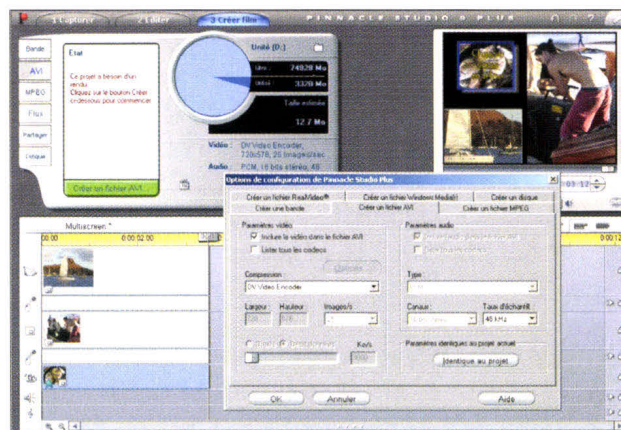 1 Capturer
2 Editer
3 Créer film
PINNACLE STUDIO 9 PLUS
Bande
AVI
MPEG
Flux
Partager
Disque
Etat
Ce projet a besoin d'un
rendu
Cliquez sur le bouton Créer
ci-dessous pour commencer
Créer un fichier AVI
Unité (D:)
74928 Mo
3328 Mo
Taille estimée
12.7 Mo
Vidéo : DV Video Encoder,
720x576, 25 images/sec
Audio : PCM, 16 bits stéréo, 48
Options de configuration de Pinnacle Studio Plus
Créer un fichier RealVideo®
Créer un fichier Windows Media®
Créer un disque
Créer une bande
Créer un fichier AVI
Créer un fichier MPEG
Paramètres vidéo
Inclure la vidéo dans le fichier AVI
Lister tous les codecs
Options
Compression :
DV Video Encoder
Largeur :
Hauteur :
Images/s :
Ko/s
Paramètres audio
Type :
Canaux :
Taux d'échantill. :
48 kHz
Paramètres identiques au projet actuel
Identique au projet
OK
Annuler
Aide
Multiscreen
00.00
0:00:02.00